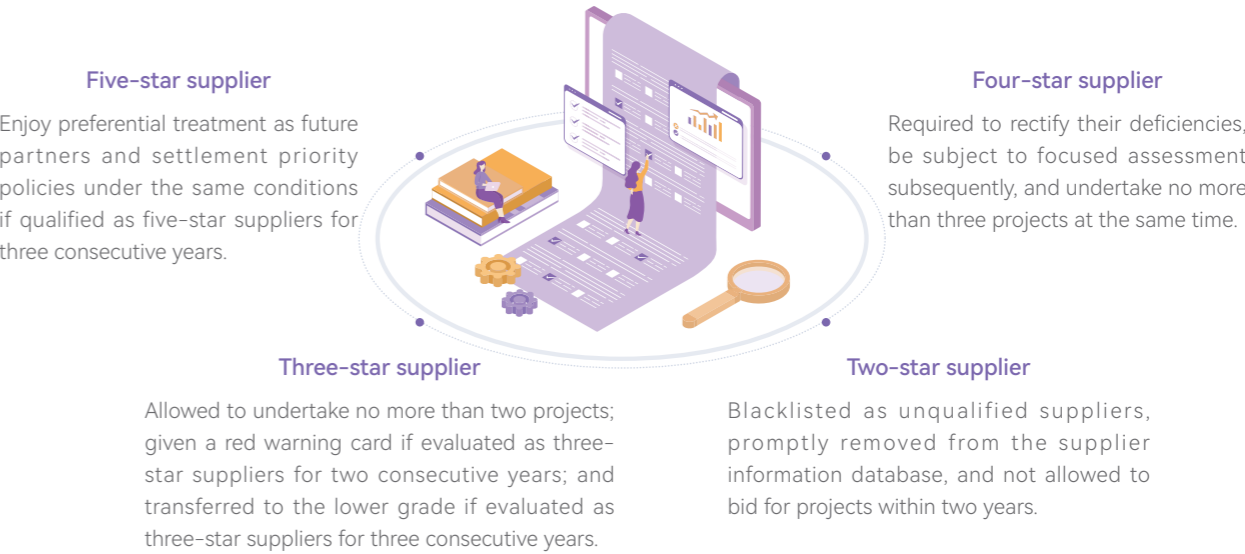 Five-star supplier
Enjoy preferential treatment as future
partners and settlement priority
policies under the same conditions
if qualified as five-star suppliers for
three consecutive years.
Four-star supplier
Required to rectify their deficiencies,
be subject to focused assessment
subsequently, and undertake no more
than three projects at the same time.
Three-star supplier
Allowed to undertake no more than two projects;
given a red warning card if evaluated as three-
star suppliers for two consecutive years; and
transferred to the lower grade if evaluated as
three-star suppliers for three consecutive years.
Two-star supplier
Blacklisted as unqualified suppliers,
promptly removed from the supplier
information database, and not allowed to
bid for projects within two years.